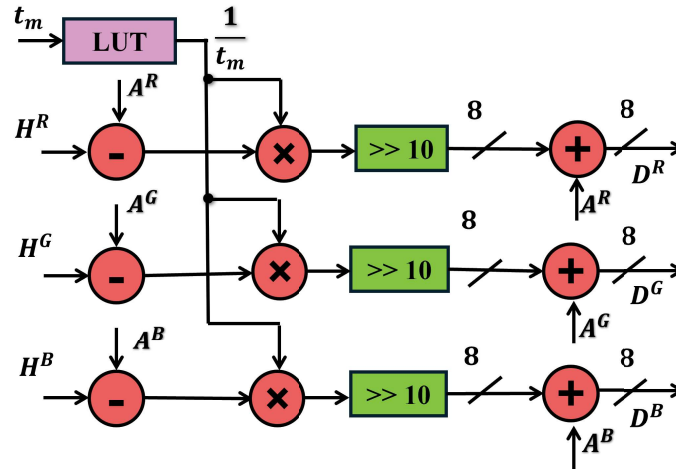 t_m LUT 1/t_m
A^R
H^R - × >> 10 8 + 8
A^R D^R
A^G
H^G - × >> 10 8 + 8
A^G D^G
A^B
H^B - × >> 10 8 + 8
A^B D^B